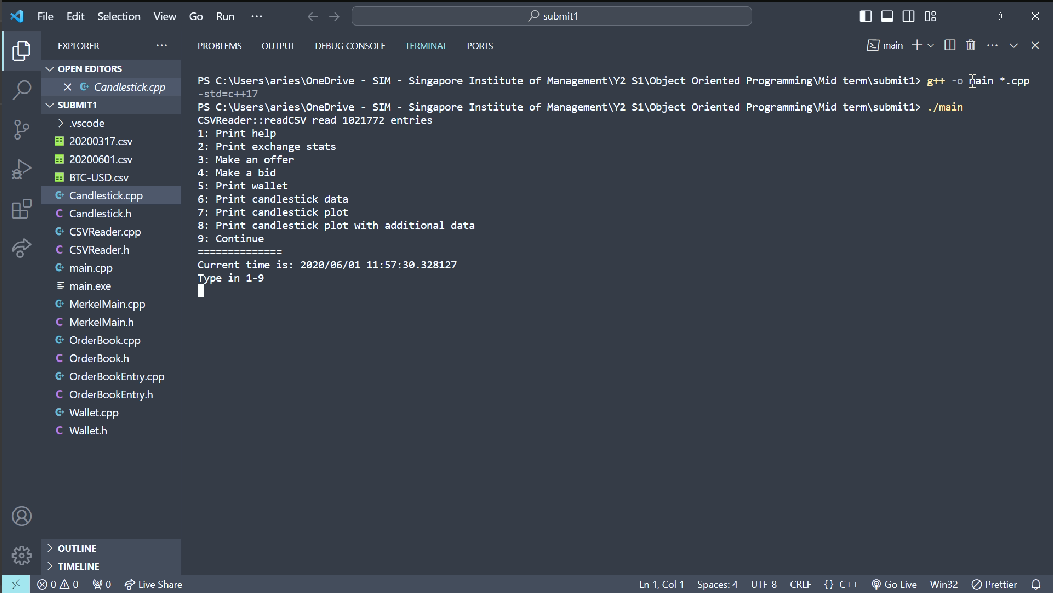 File Edit Selection View Go Run ··· submit1
EXPLORER ···
OPEN EDITORS
Candlestick.cpp
SUBMIT1
.vscode
20200317.csv
20200601.csv
BTC-USD.csv
Candlestick.cpp
Candlestick.h
CSVReader.cpp
CSVReader.h
main.cpp
main.exe
MerkelMain.cpp
MerkelMain.h
OrderBook.cpp
OrderBook.h
OrderBookEntry.cpp
OrderBookEntry.h
Wallet.cpp
Wallet.h
OUTLINE
TIMELINE
PROBLEMS OUTPUT DEBUG CONSOLE TERMINAL PORTS main
PS C:\Users\aries\OneDrive - SIM - Singapore Institute of Management\Y2 S1\Object Oriented Programming\Mid term\submit1> g++ -o main *.cpp
-std=c++17
PS C:\Users\aries\OneDrive - SIM - Singapore Institute of Management\Y2 S1\Object Oriented Programming\Mid term\submit1> ./main
CSVReader::readCSV read 1021772 entries
1: Print help
2: Print exchange stats
3: Make an offer
4: Make a bid
5: Print wallet
6: Print candlestick data
7: Print candlestick plot
8: Print candlestick plot with additional data
9: Continue
==============
Current time is: 2020/06/01 11:57:30.328127
Type in 1-9
0 0 0 Live Share Ln 1, Col 1 Spaces: 4 UTF-8 CRLF {} C++ Go Live Win32 Prettier